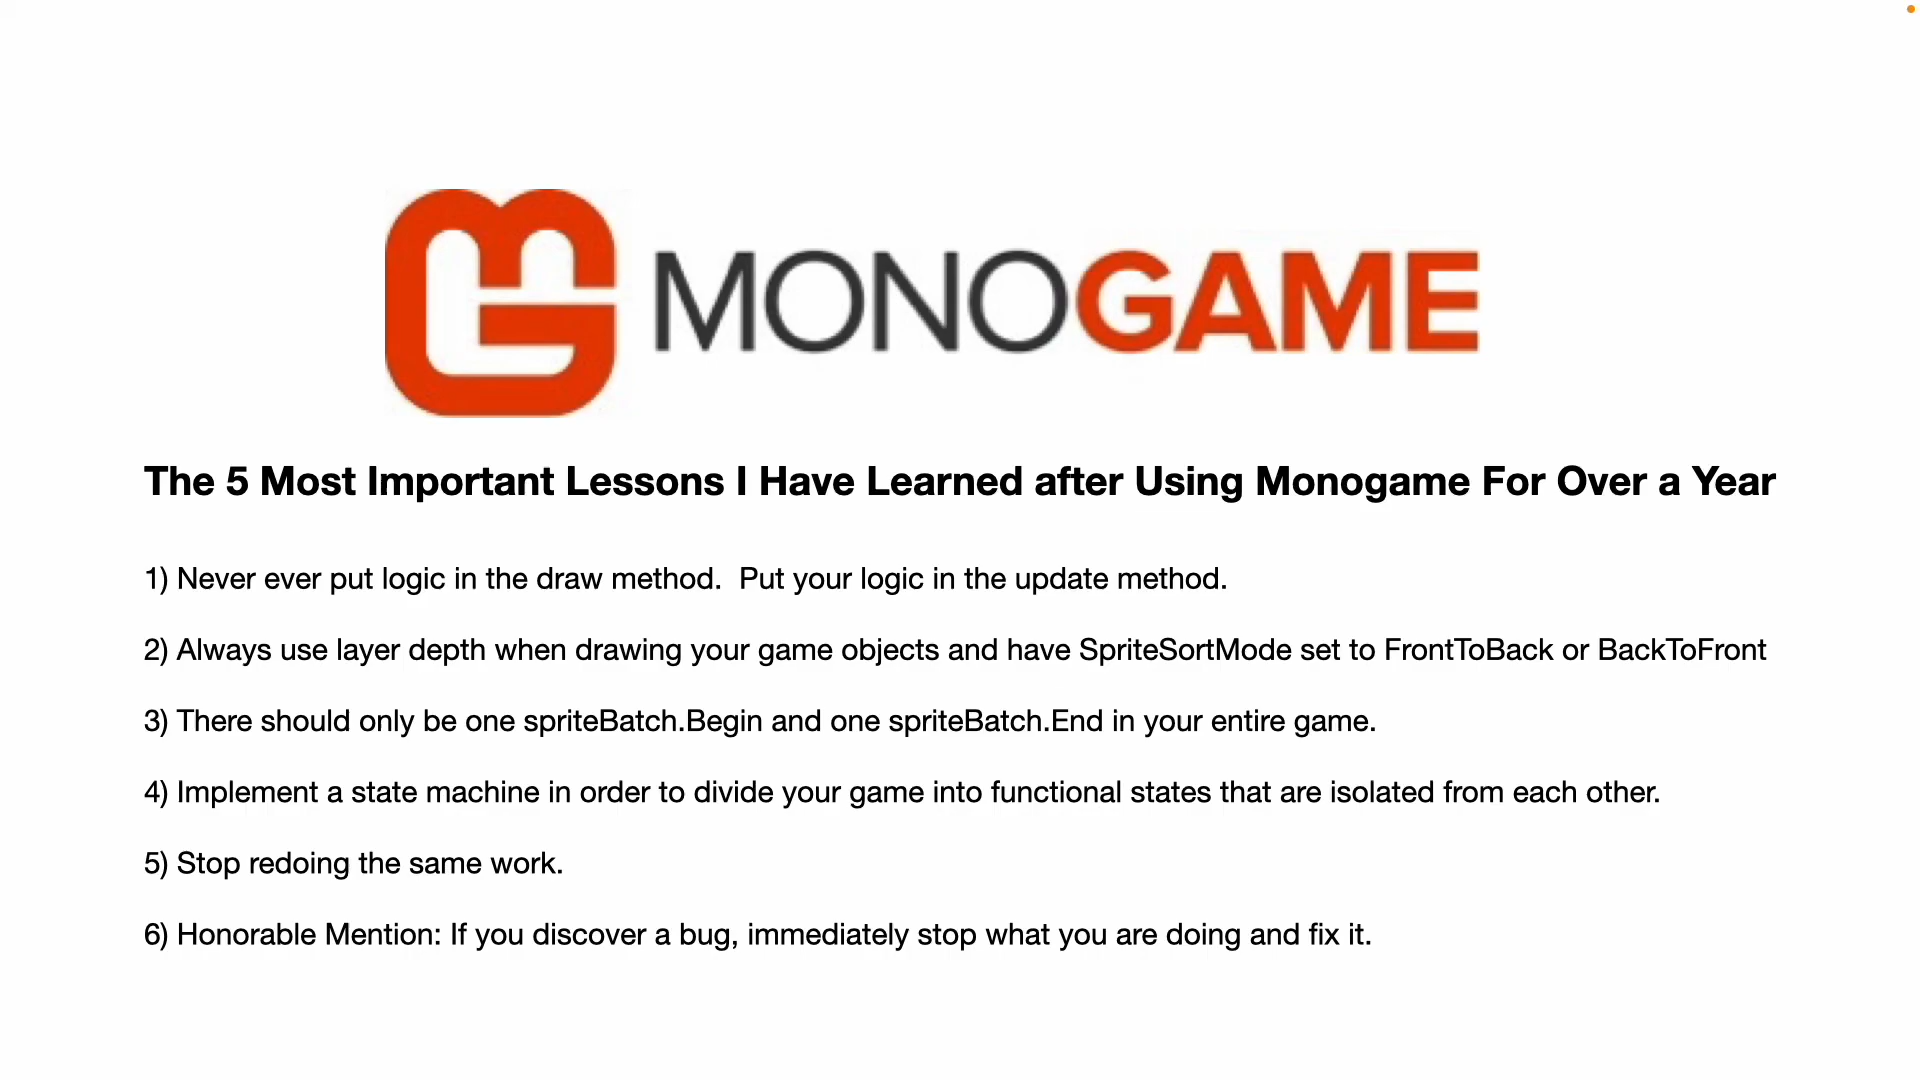 MONOGAME
The 5 Most Important Lessons I Have Learned after Using Monogame For Over a Year
1) Never ever put logic in the draw method.  Put your logic in the update method.
2) Always use layer depth when drawing your game objects and have SpriteSortMode set to FrontToBack or BackToFront
3) There should only be one spriteBatch.Begin and one spriteBatch.End in your entire game.
4) Implement a state machine in order to divide your game into functional states that are isolated from each other.
5) Stop redoing the same work.
6) Honorable Mention: If you discover a bug, immediately stop what you are doing and fix it.